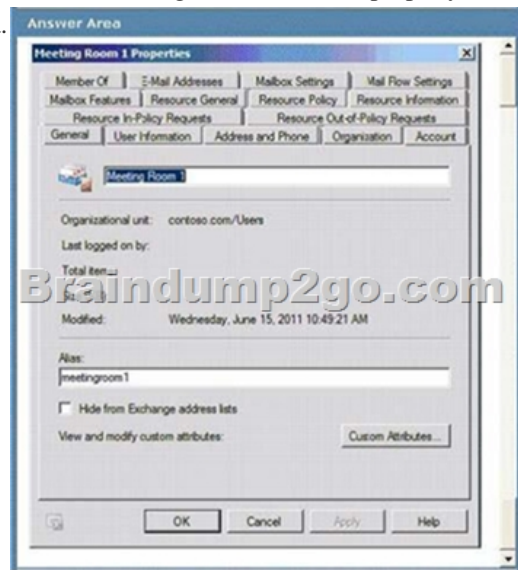 Answer Area
Meeting Room 1 Properties
Member Of E-Mail Addresses Mailbox Settings Mail Flow Settings
Mailbox Features Resource General Resource Policy Resource Information
Resource In-Policy Requests Resource Out-of-Policy Requests
General User Information Address and Phone Organization Account
Meeting Room 1
Organizational unit: contoso.com/Users
Last logged on by:
Total
Braindump2go.com
Modified: Wednesday, June 15, 2011 10:49:21 AM
Alias:
meetingroom1
Hide from Exchange address lists
View and modify custom attributes: Custom Attributes...
OK Cancel Apply Help